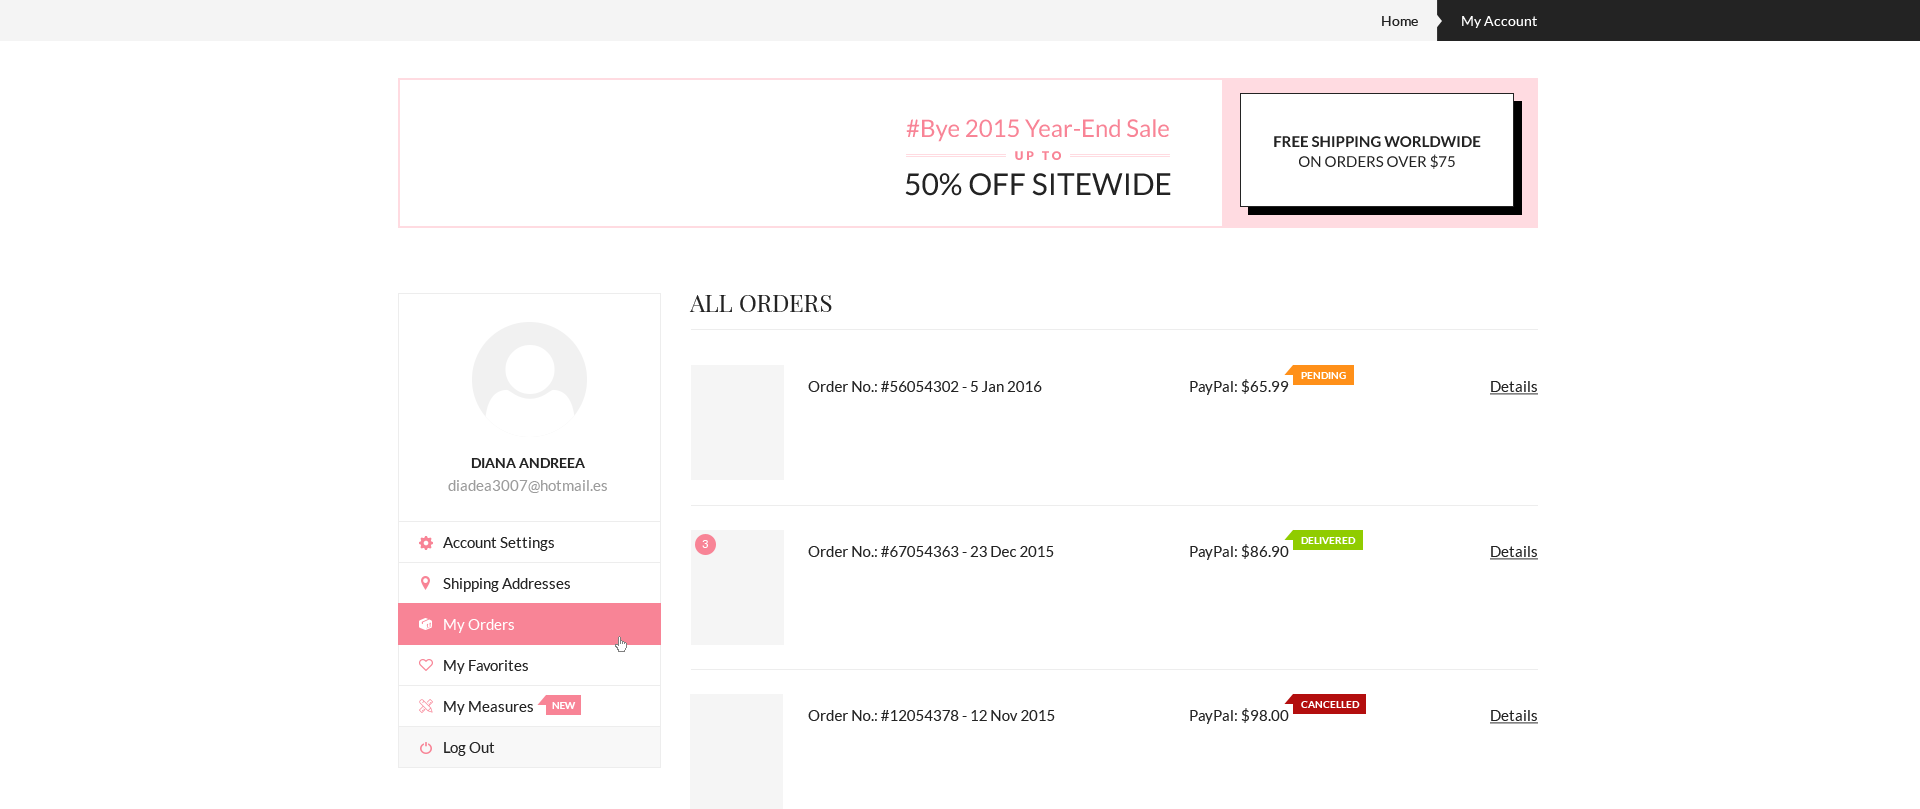 Home
My Account
#Bye 2015 Year-End Sale
UP TO
50% OFF SITEWIDE
FREE SHIPPING WORLDWIDE
ON ORDERS OVER $75
DIANA ANDREEA
diadea3007@hotmail.es
Account Settings
Shipping Addresses
My Orders
My Favorites
My Measures NEW
Log Out
ALL ORDERS
Order No.: #56054302 - 5 Jan 2016
PayPal: $65.99
PENDING
Details
3
Order No.: #67054363 - 23 Dec 2015
PayPal: $86.90
DELIVERED
Details
Order No.: #12054378 - 12 Nov 2015
PayPal: $98.00
CANCELLED
Details